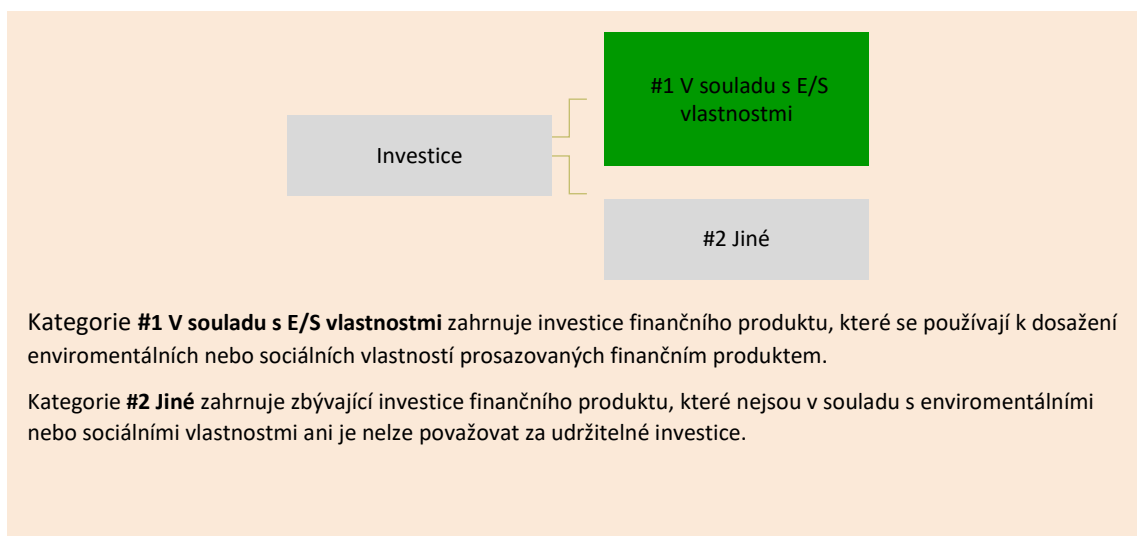 #1 V souladu s E/S
vlastnostmi
Investice
#2 Jiné
Kategorie #1 V souladu s E/S vlastnostmi zahrnuje investice finančního produktu, které se používají k dosažení
enviromentálních nebo sociálních vlastností prosazovaných finančním produktem.
Kategorie #2 Jiné zahrnuje zbývající investice finančního produktu, které nejsou v souladu s enviromentálními
nebo sociálními vlastnostmi ani je nelze považovat za udržitelné investice.